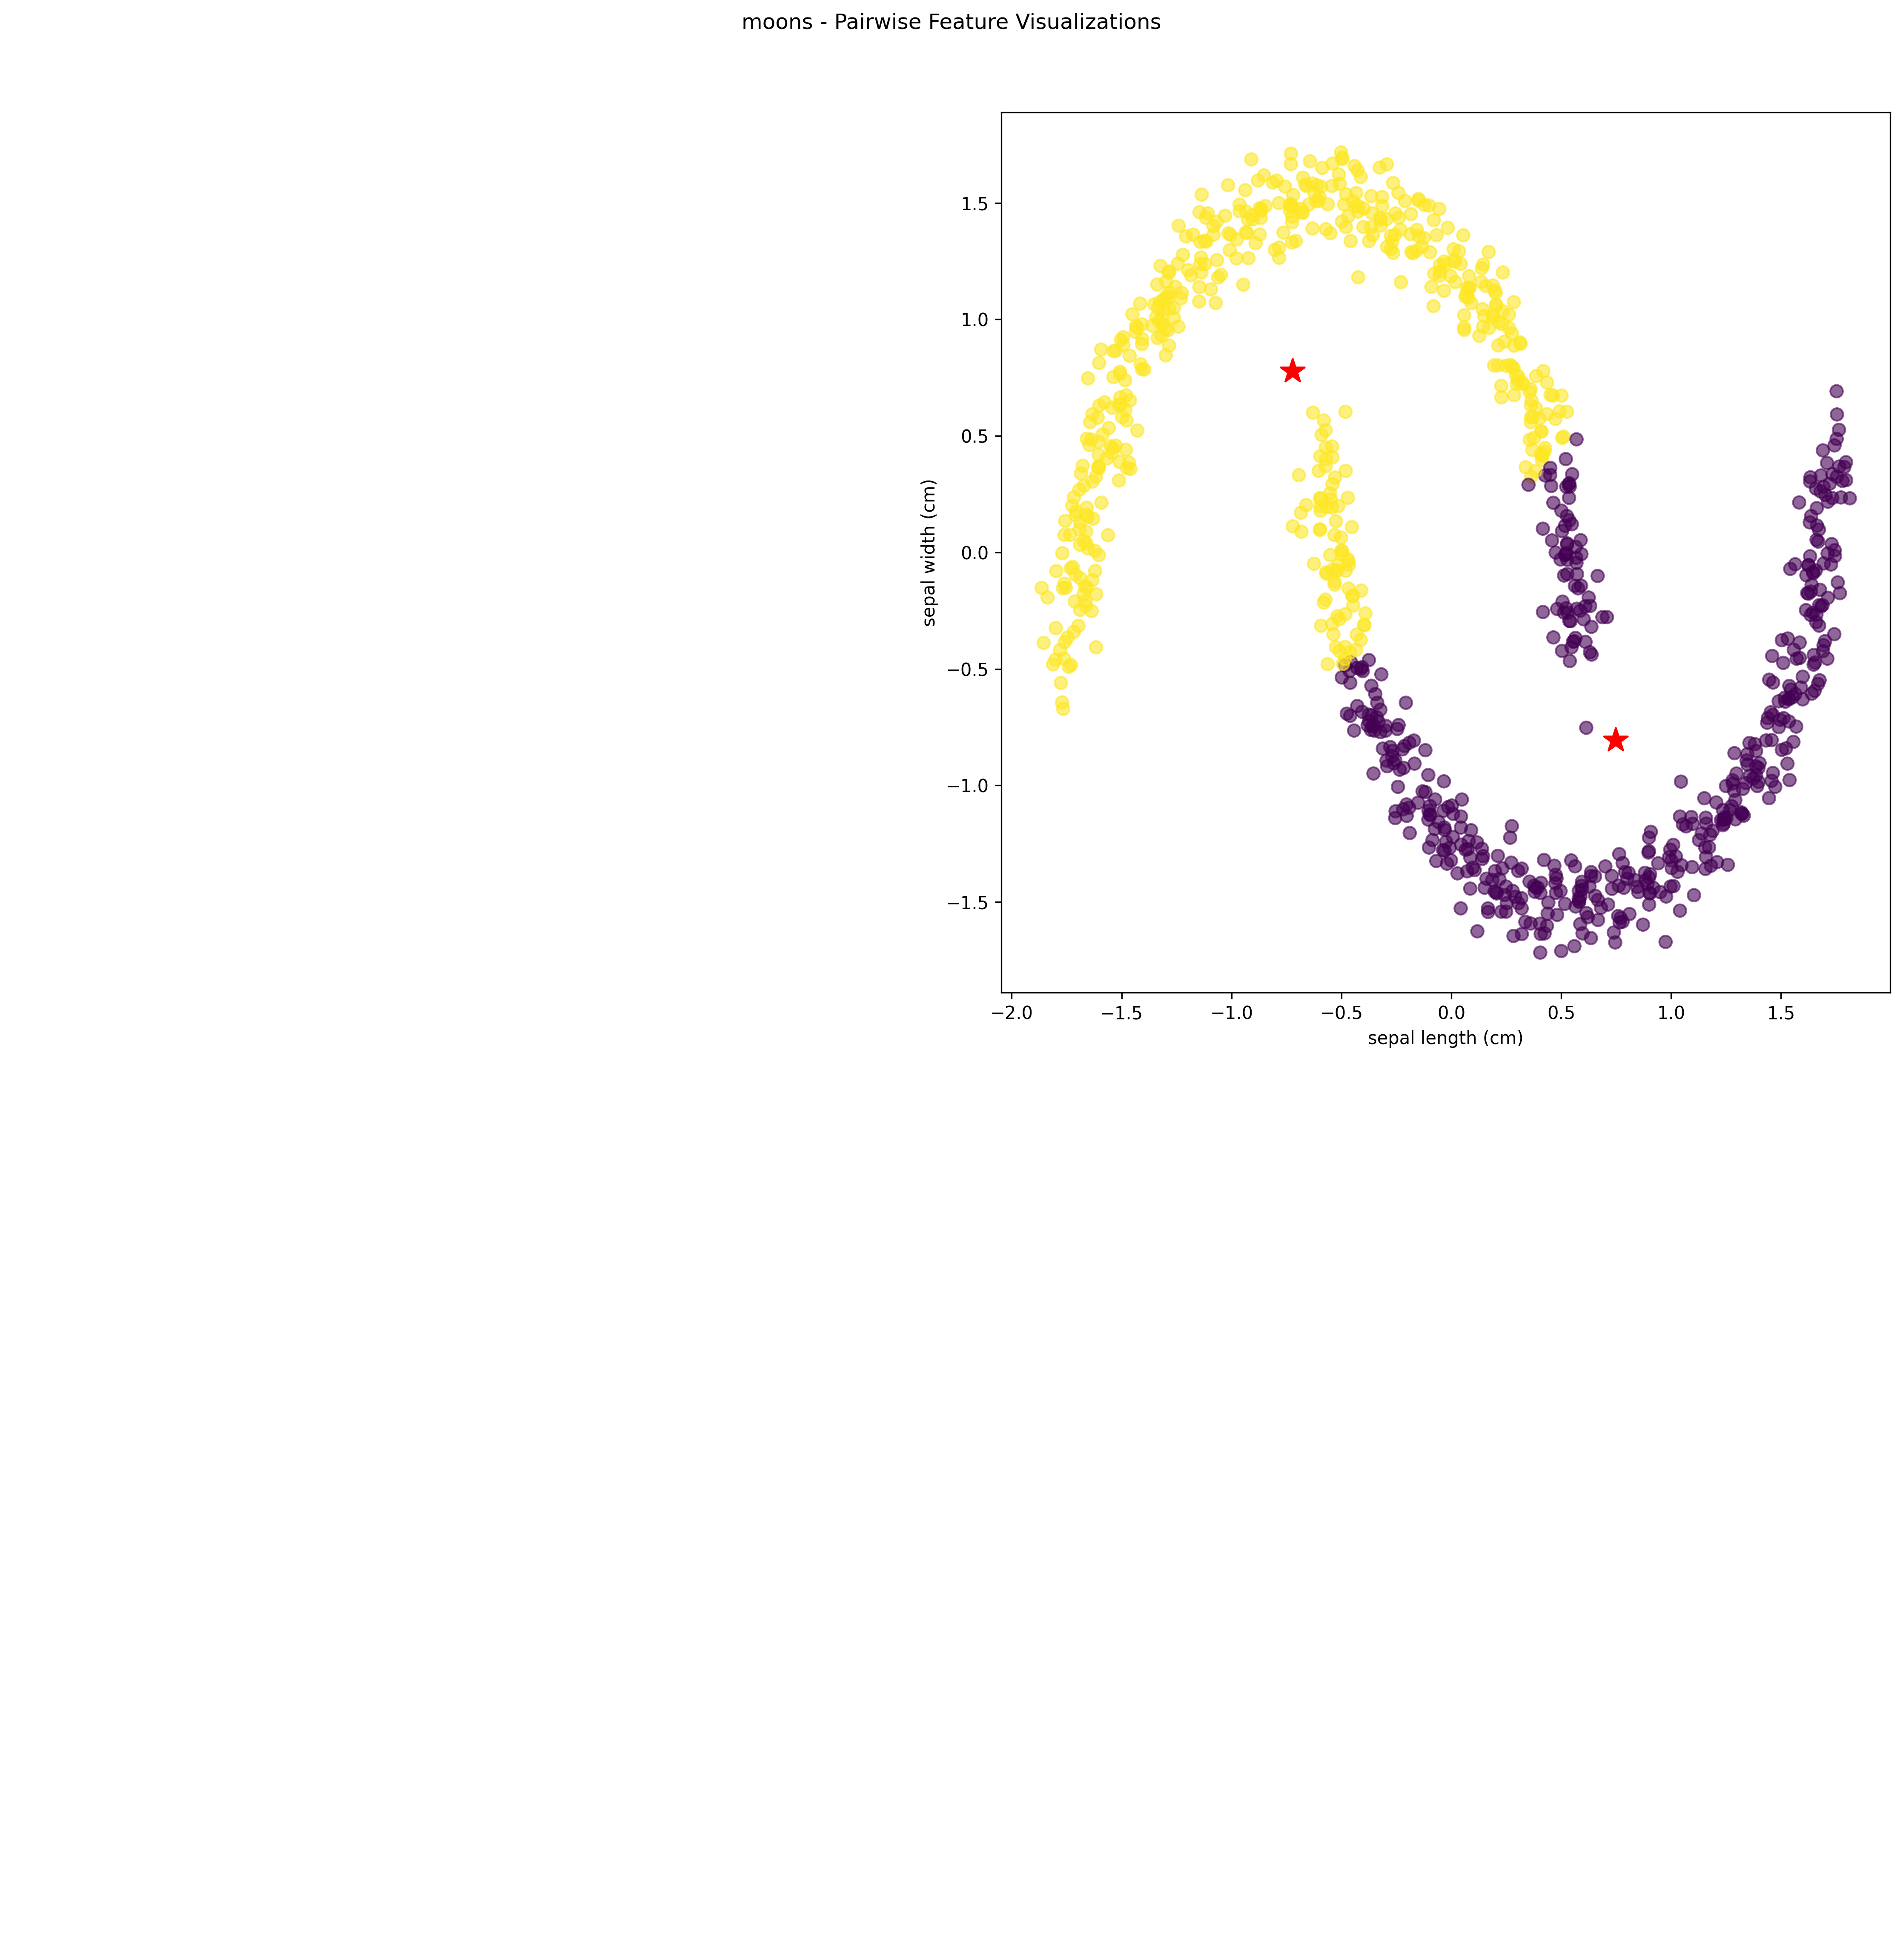 moons - Pairwise Feature Visualizations
sepal width (cm)
1.5
1.0
0.5
0.0
−0.5
−1.0
−1.5
−2.0 −1.5 −1.0 −0.5 0.0 0.5 1.0 1.5
sepal length (cm)